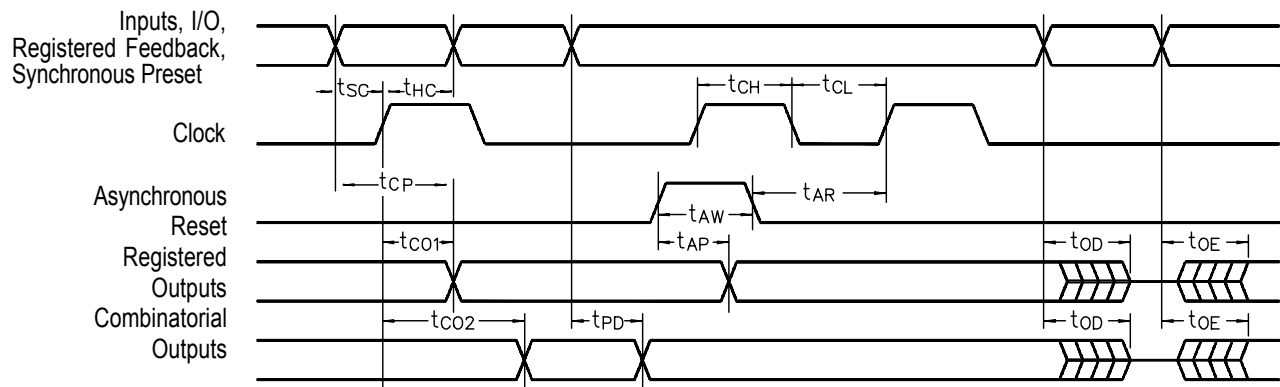 Inputs, I/O,
Registered Feedback,
Synchronous Preset
tSC
tHC
tCH
tCL
Clock
tCP
Asynchronous
Reset
tAW
tAR
tCO1
tAP
tOD
tOE
Registered
Outputs
Combinatorial
tCO2
tPD
tOD
tOE
Outputs